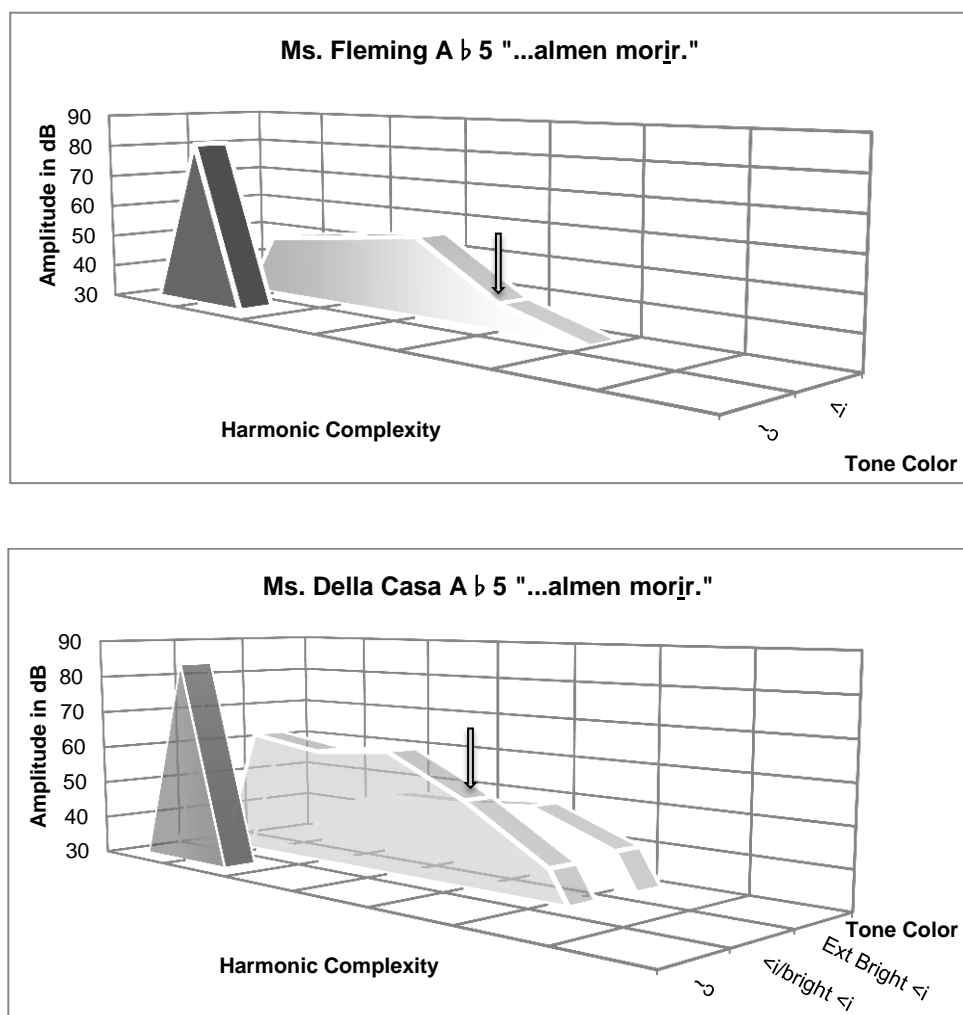 Ms. Fleming A♭5 "...almen morir."
Amplitude in dB
90
80
70
60
50
40
30
Harmonic Complexity
~ɔ
<i
Tone Color
Ms. Della Casa A♭5 "...almen morir."
Amplitude in dB
90
80
70
60
50
40
30
Harmonic Complexity
~ɔ
<i/bright <i
Ext Bright <i
Tone Color